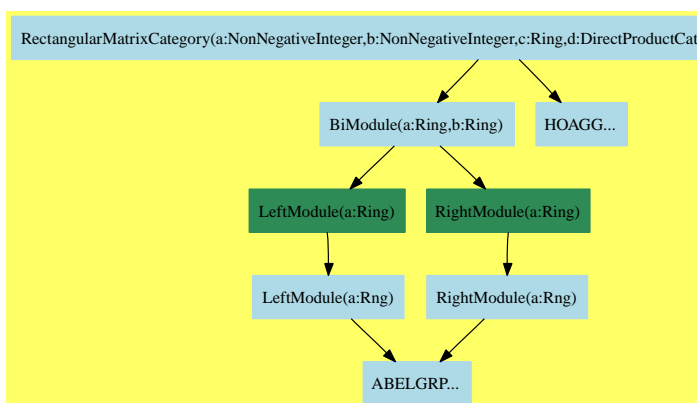 RectangularMatrixCategory(a:NonNegativeInteger,b:NonNegativeInteger,c:Ring,d:DirectProductCat
BiModule(a:Ring,b:Ring) HOAGG...
LeftModule(a:Ring) RightModule(a:Ring)
LeftModule(a:Rng) RightModule(a:Rng)
ABELGRP...